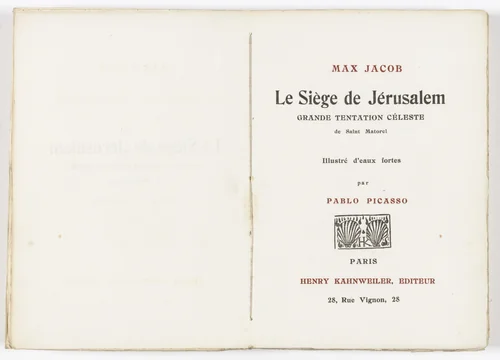 MAX JACOB
Le Siège de Jérusalem
GRANDE TENTATION CÉLESTE
de Saint Matorel
Illustré d'eaux fortes
par
PABLO PICASSO
HK
PARIS
HENRY KAHNWEILER, EDITEUR
28, Rue Vignon, 28